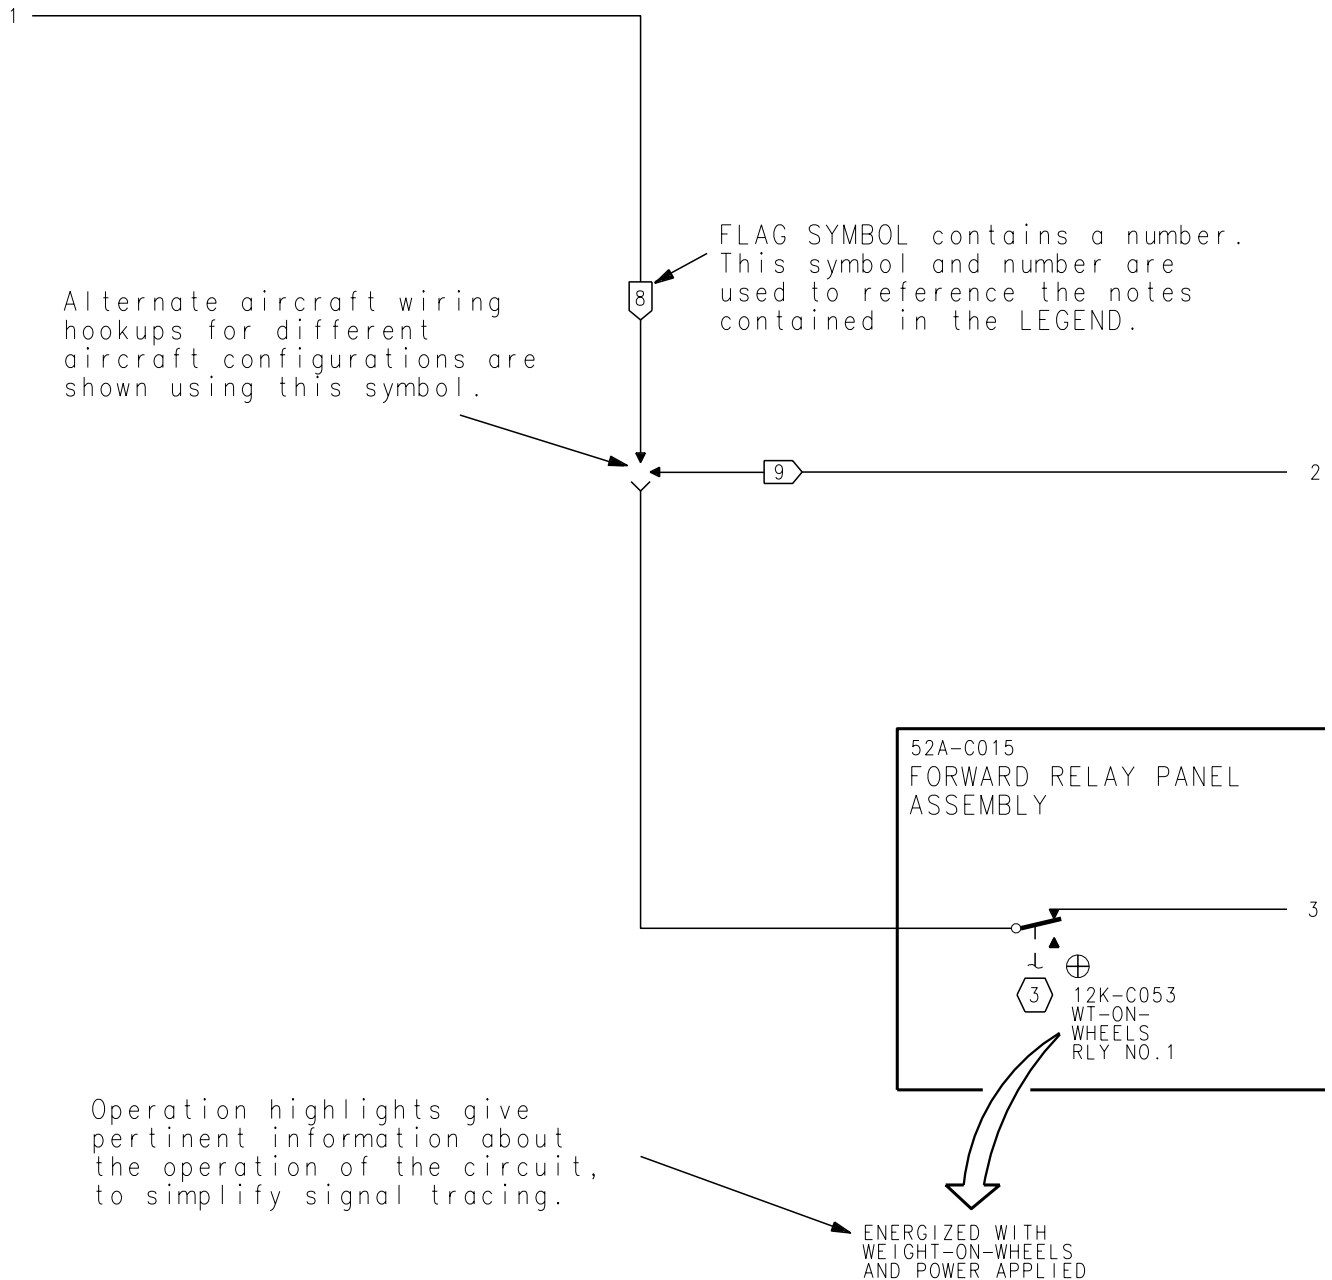 1
FLAG SYMBOL contains a number.
This symbol and number are
used to reference the notes
contained in the LEGEND.
8
Alternate aircraft wiring
hookups for different
aircraft configurations are
shown using this symbol.
9
2
52A-C015
FORWARD RELAY PANEL
ASSEMBLY
3
3
12K-C053
WT-ON-
WHEELS
RLY NO.1
Operation highlights give
pertinent information about
the operation of the circuit,
to simplify signal tracing.
ENERGIZED WITH
WEIGHT-ON-WHEELS
AND POWER APPLIED